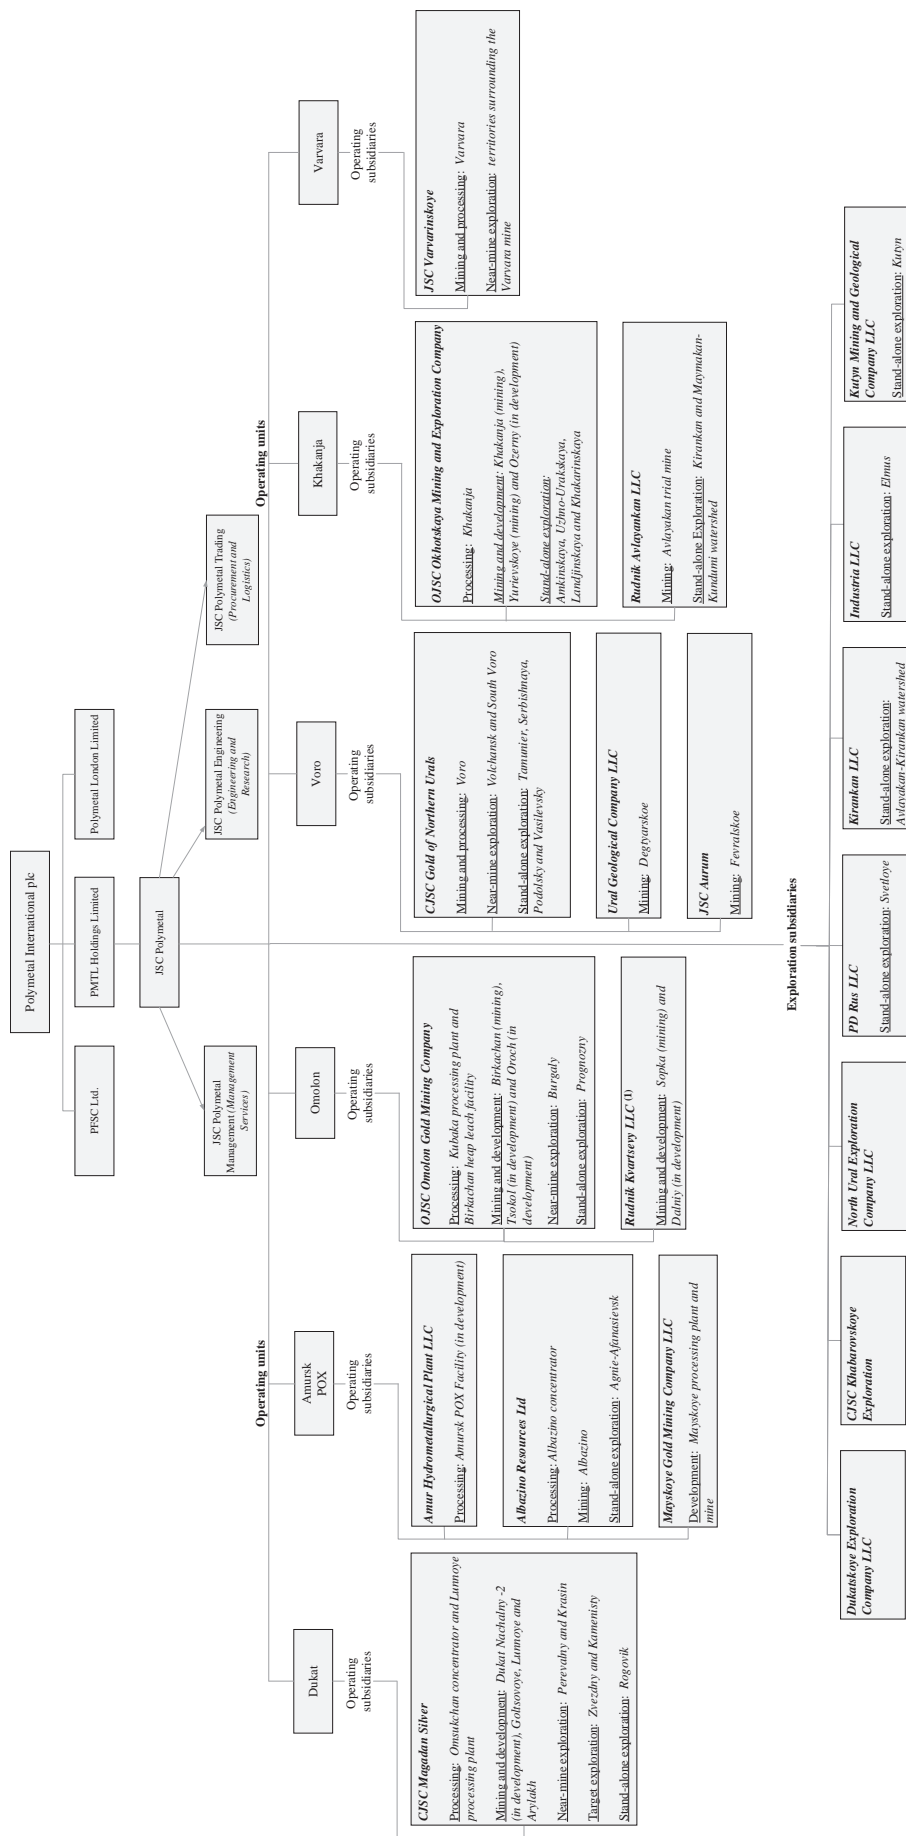 Polymetal International plc
PFSC Ltd.
PMTL Holdings Limited
Polymetal London Limited
JSC Polymetal
JSC Polymetal
Management (Management
Services)
JSC Polymetal Engineering
(Engineering and
Research)
JSC Polymetal Trading
(Procurement and
Logistics)
Operating units
Operating units
Dukat
Operating
subsidiaries
Amursk
POX
Operating
subsidiaries
Omolon
Operating
subsidiaries
Voro
Operating
subsidiaries
Khakanja
Operating
subsidiaries
Varvara
Operating
subsidiaries
CJSC Magadan Silver
Processing: Omsukchan concentrator and Lunnoye
processing plant
Mining and development: Dukat Nachalny -2
(in development), Goltsovoye, Lunnoye and
Arylakh
Near-mine exploration: Perevalny and Krasin
Target exploration: Zvezdny and Kamenisty
Stand-alone exploration: Rogovik
Amur Hydrometallurgical Plant LLC
Processing: Amursk POX Facility (in development)
Albazino Resources Ltd
Processing: Albazino concentrator
Mining: Albazino
Stand-alone exploration: Agnie-Afanasievsk
Mayskoye Gold Mining Company LLC
Development: Mayskoye processing plant and
mine
OJSC Omolon Gold Mining Company
Processing: Kubaka processing plant and
Birkachan heap leach facility
Mining and development: Birkachan (mining),
Tsokol (in development) and Oroch (in
development)
Near-mine exploration: Burgaly
Stand-alone exploration: Prognozny
Rudnik Kvartsevy LLC (1)
Mining and development: Sopka (mining) and
Dalniy (in development)
CJSC Gold of Northern Urals
Mining and processing: Voro
Near-mine exploration: Volchansk and South Voro
Stand-alone exploration: Tamunier, Serbishnaya,
Podolsky and Vasilevsky
Ural Geological Company LLC
Mining: Degtyarskoe
JSC Aurum
Mining: Fevralskoe
OJSC Okhotskaya Mining and Exploration Company
Processing: Khakanja
Mining and development: Khakanja (mining),
Yurievskoye (mining) and Ozerny (in development)
Stand-alone exploration:
Amkinskaya, Uzhno-Urakskaya,
Landjinskaya and Khakarinskaya
Rudnik Avlayankan LLC
Mining: Avlayakan trial mine
Stand-alone Exploration: Kirankan and Maymakan-
Kundumi watershed
JSC Varvarinskoye
Mining and processing: Varvara
Near-mine exploration: territories surrounding the
Varvara mine
Exploration subsidiaries
Dukatskoye Exploration
Company LLC
CJSC Khabarovskoye
Exploration
North Ural Exploration
Company LLC
PD Rus LLC
Stand-alone exploration: Svetloye
Kirankan LLC
Stand-alone exploration:
Avlayakan-Kirankan watershed
Industria LLC
Stand-alone exploration: Elmus
Kutyn Mining and Geological
Company LLC
Stand-alone exploration: Kutyn